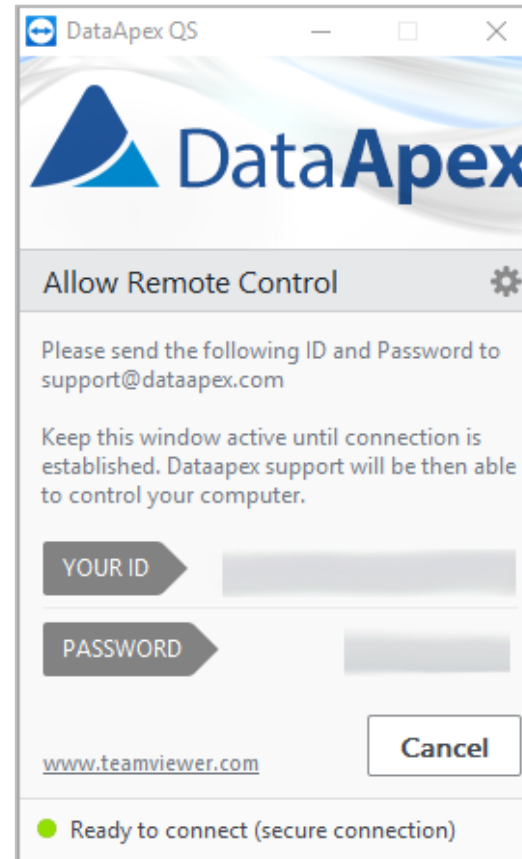 DataApex QS
DataApex
Allow Remote Control
Please send the following ID and Password to
support@dataapex.com
Keep this window active until connection is
established. Dataapex support will be then able
to control your computer.
YOUR ID
PASSWORD
www.teamviewer.com
Cancel
Ready to connect (secure connection)